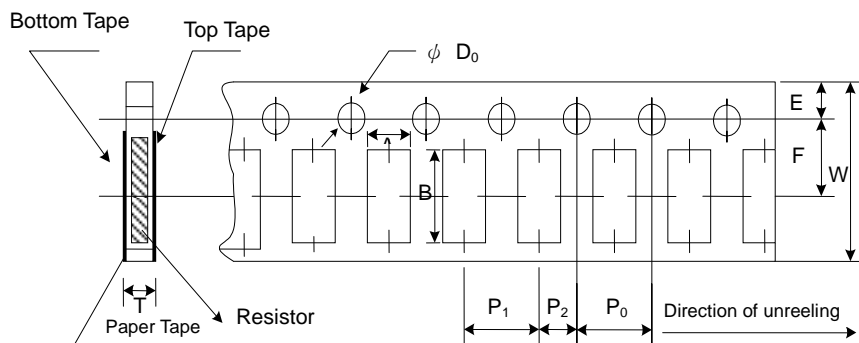 Bottom Tape
Top Tape
ψ D₀
E
F
W
B
T
Paper Tape
Resistor
P₁
P₂
P₀
Direction of unreeling